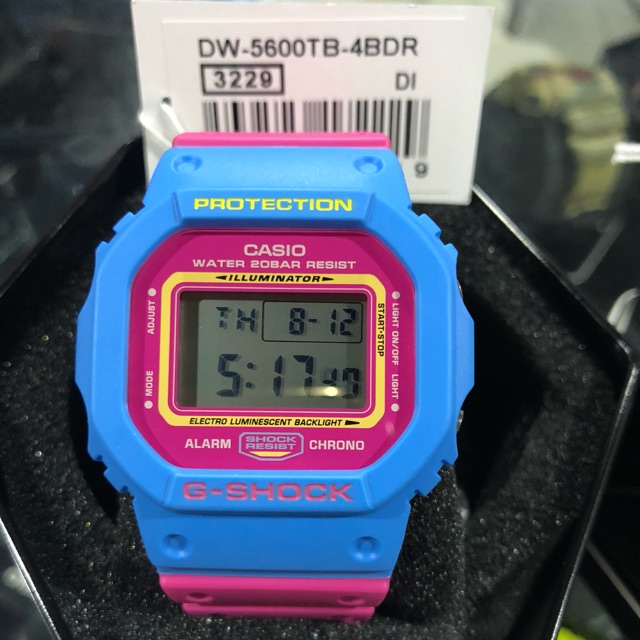 DW-5600TB-4BDR
3229 DI
9
PROTECTION
CASIO
WATER 20BAR RESIST
ILLUMINATOR
ADJUST
MODE
TH 8-12
5:17 49
LIGHT ON/OFF
START·STOP
LIGHT
ELECTRO LUMINESCENT BACKLIGHT
ALARM SHOCK RESIST CHRONO
G-SHOCK